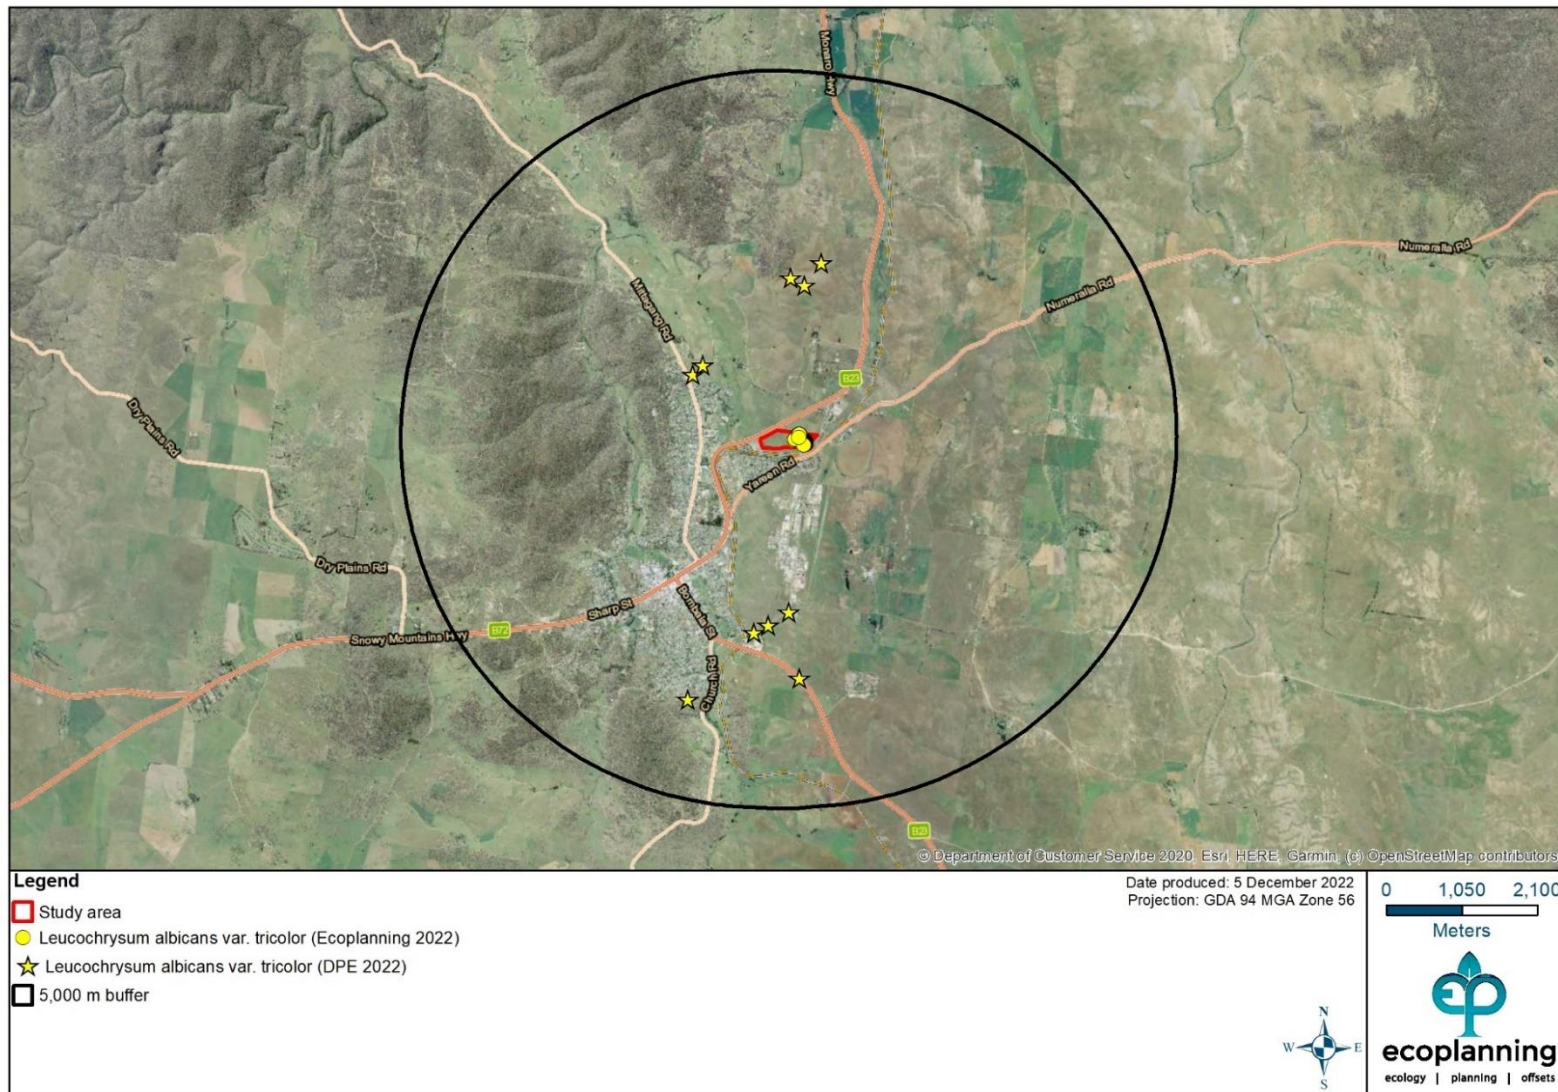 Monaro Hwy
Numeralla Rd
Numeralla Rd
Mittagang Rd
B23
Dry Plains Rd
Yareen Rd
Dry Plains Rd
Sharp St
Bombala St
Snowy Mountains Hwy
B72
Church Rd
B23
© Department of Customer Service 2020, Esri, HERE, Garmin, (c) OpenStreetMap contributors
Legend
Study area
Leucochrysum albicans var. tricolor (Ecoplanning 2022)
Leucochrysum albicans var. tricolor (DPE 2022)
5,000 m buffer
Date produced: 5 December 2022
Projection: GDA 94 MGA Zone 56
0 1,050 2,100
Meters
N
W E
S
ep
ecoplanning
ecology | planning | offsets